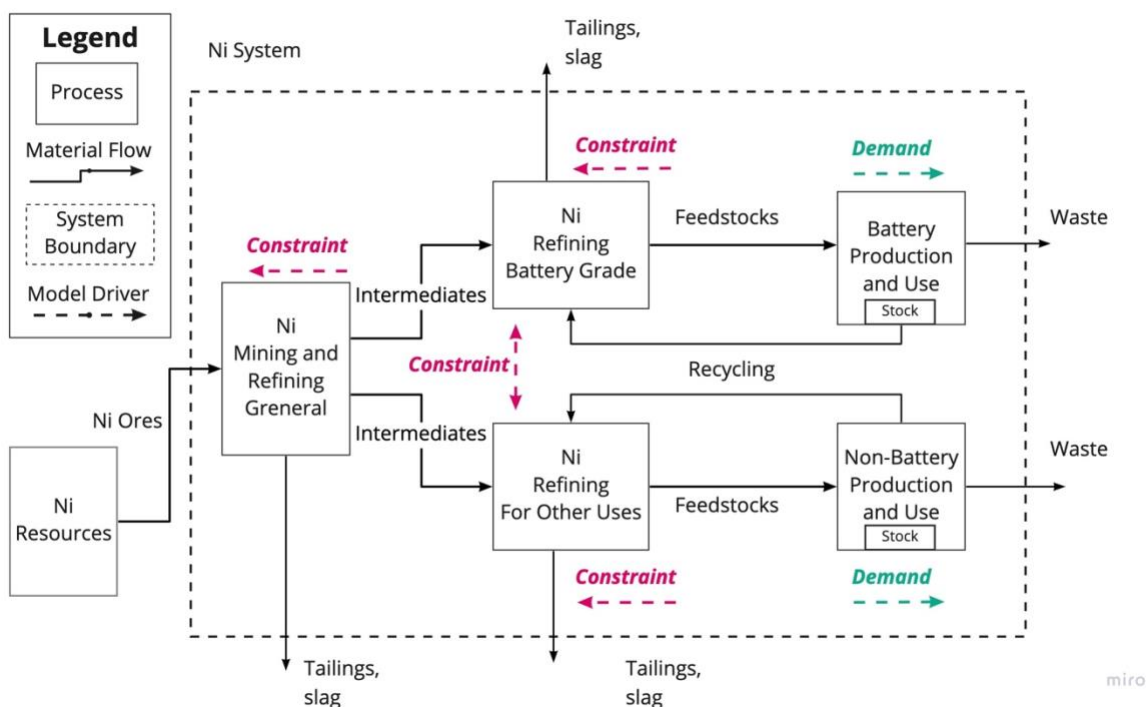 Legend
Process
Material Flow
System
Boundary
Model Driver
Ni System
Tailings,
slag
Constraint
Demand
Ni
Refining
Battery Grade
Feedstocks
Battery
Production
and Use
Stock
Waste
Constraint
Intermediates
Ni
Mining and
Refining
Greneral
Constraint
Recycling
Ni Ores
Intermediates
Ni
Resources
Ni
Refining
For Other Uses
Feedstocks
Non-Battery
Production
and Use
Stock
Waste
Constraint
Demand
Tailings,
slag
Tailings,
slag
miro